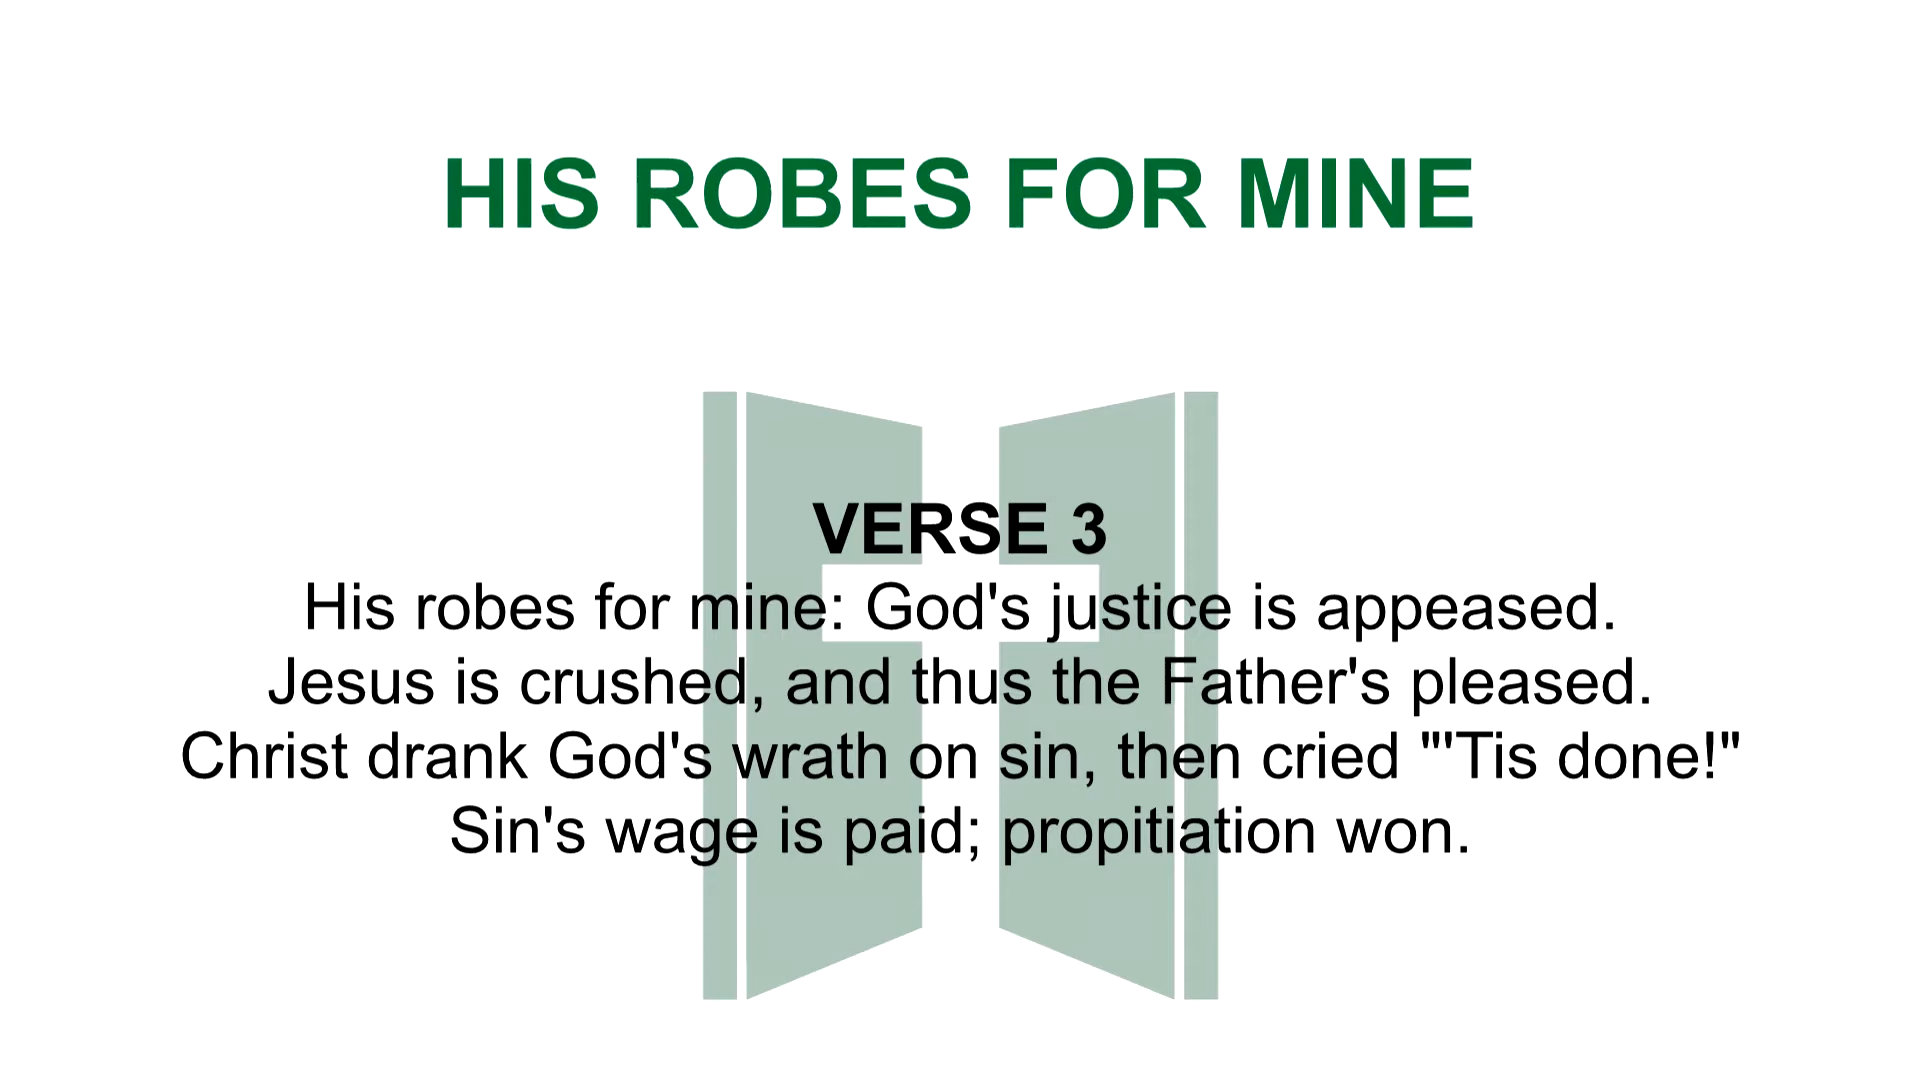 HIS ROBES FOR MINE
VERSE 3
His robes for mine: God's justice is appeased.
Jesus is crushed, and thus the Father's pleased.
Christ drank God's wrath on sin, then cried "'Tis done!"
Sin's wage is paid; propitiation won.